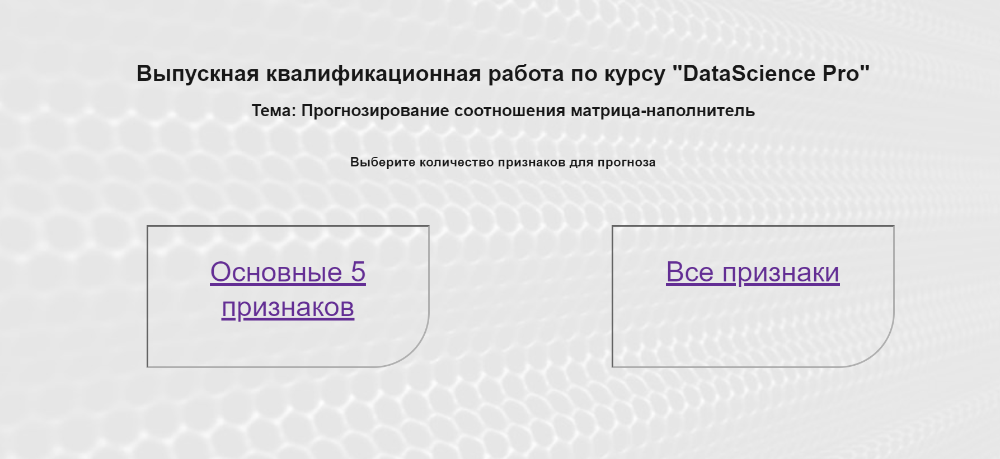 Выпускная квалификационная работа по курсу "DataScience Pro"
Тема: Прогнозирование соотношения матрица-наполнитель
Выберите количество признаков для прогноза
Основные 5
признаков
Все признаки